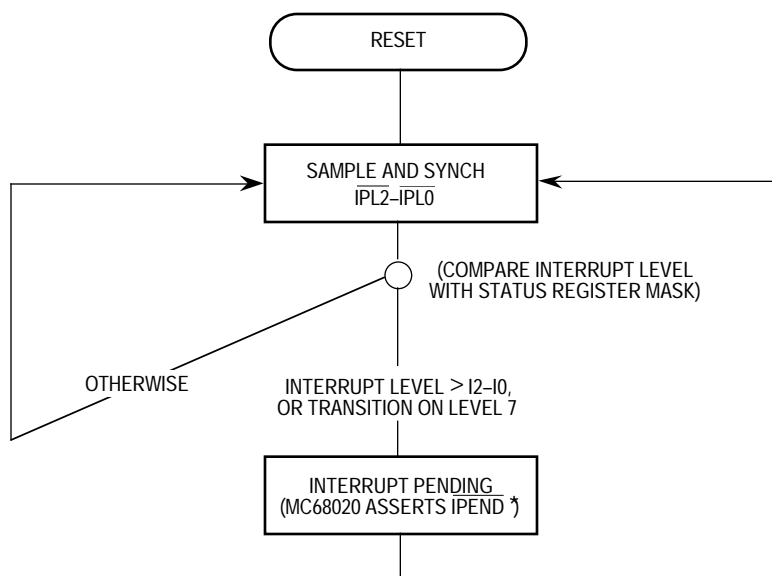 RESET
SAMPLE AND SYNCH
IPL2–IPL0
(COMPARE INTERRUPT LEVEL
WITH STATUS REGISTER MASK)
OTHERWISE
INTERRUPT LEVEL > I2–I0,
OR TRANSITION ON LEVEL 7
INTERRUPT PENDING
(MC68020 ASSERTS IPEND *)